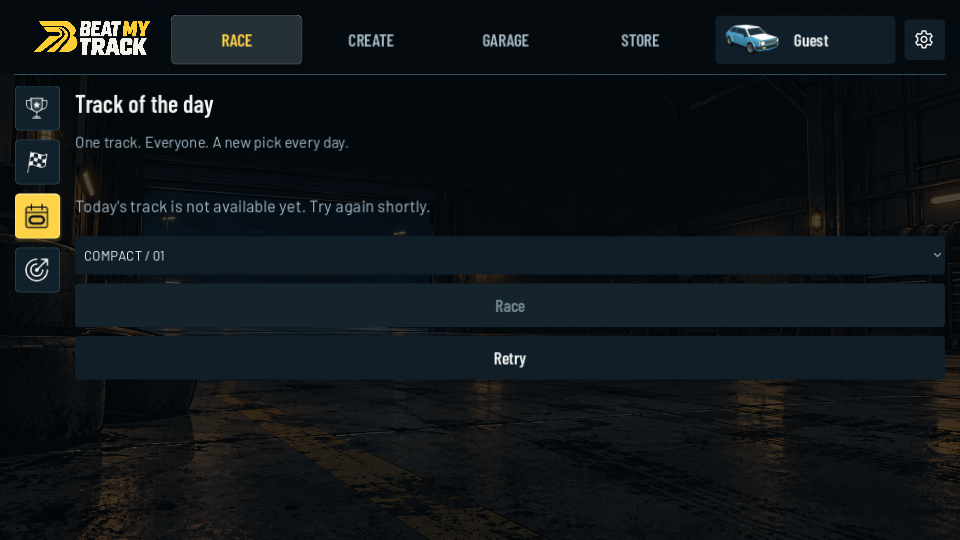 BEAT MY
TRACK
RACE
CREATE
GARAGE
STORE
Guest
Track of the day
One track. Everyone. A new pick every day.
Today's track is not available yet. Try again shortly.
COMPACT / 01
Race
Retry